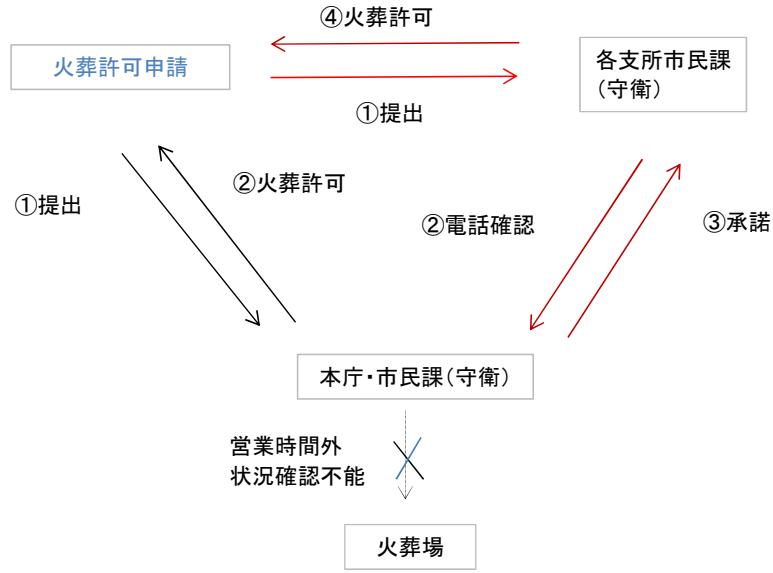 ④火葬許可
火葬許可申請
各支所市民課
（守衛）
①提出
②火葬許可
①提出
②電話確認
③承諾
本庁・市民課（守衛）
営業時間外
状況確認不能
火葬場